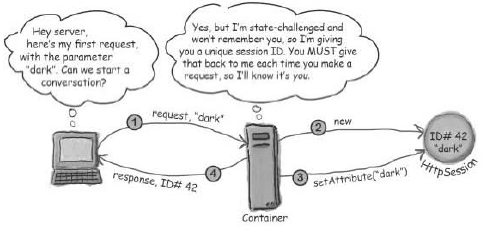 Hey server,
here's my first request,
with the parameter
"dark". Can we start a
conversation?
Yes, but I'm state-challenged and
won't remember you, so I'm giving
you a unique session ID. You MUST give
that back to me each time you make a
request, so I'll know it's you.
1
request, "dark"
2
new
ID# 42
"dark"
HttpSession
response, ID# 42
4
3
setAttribute("dark")
Container